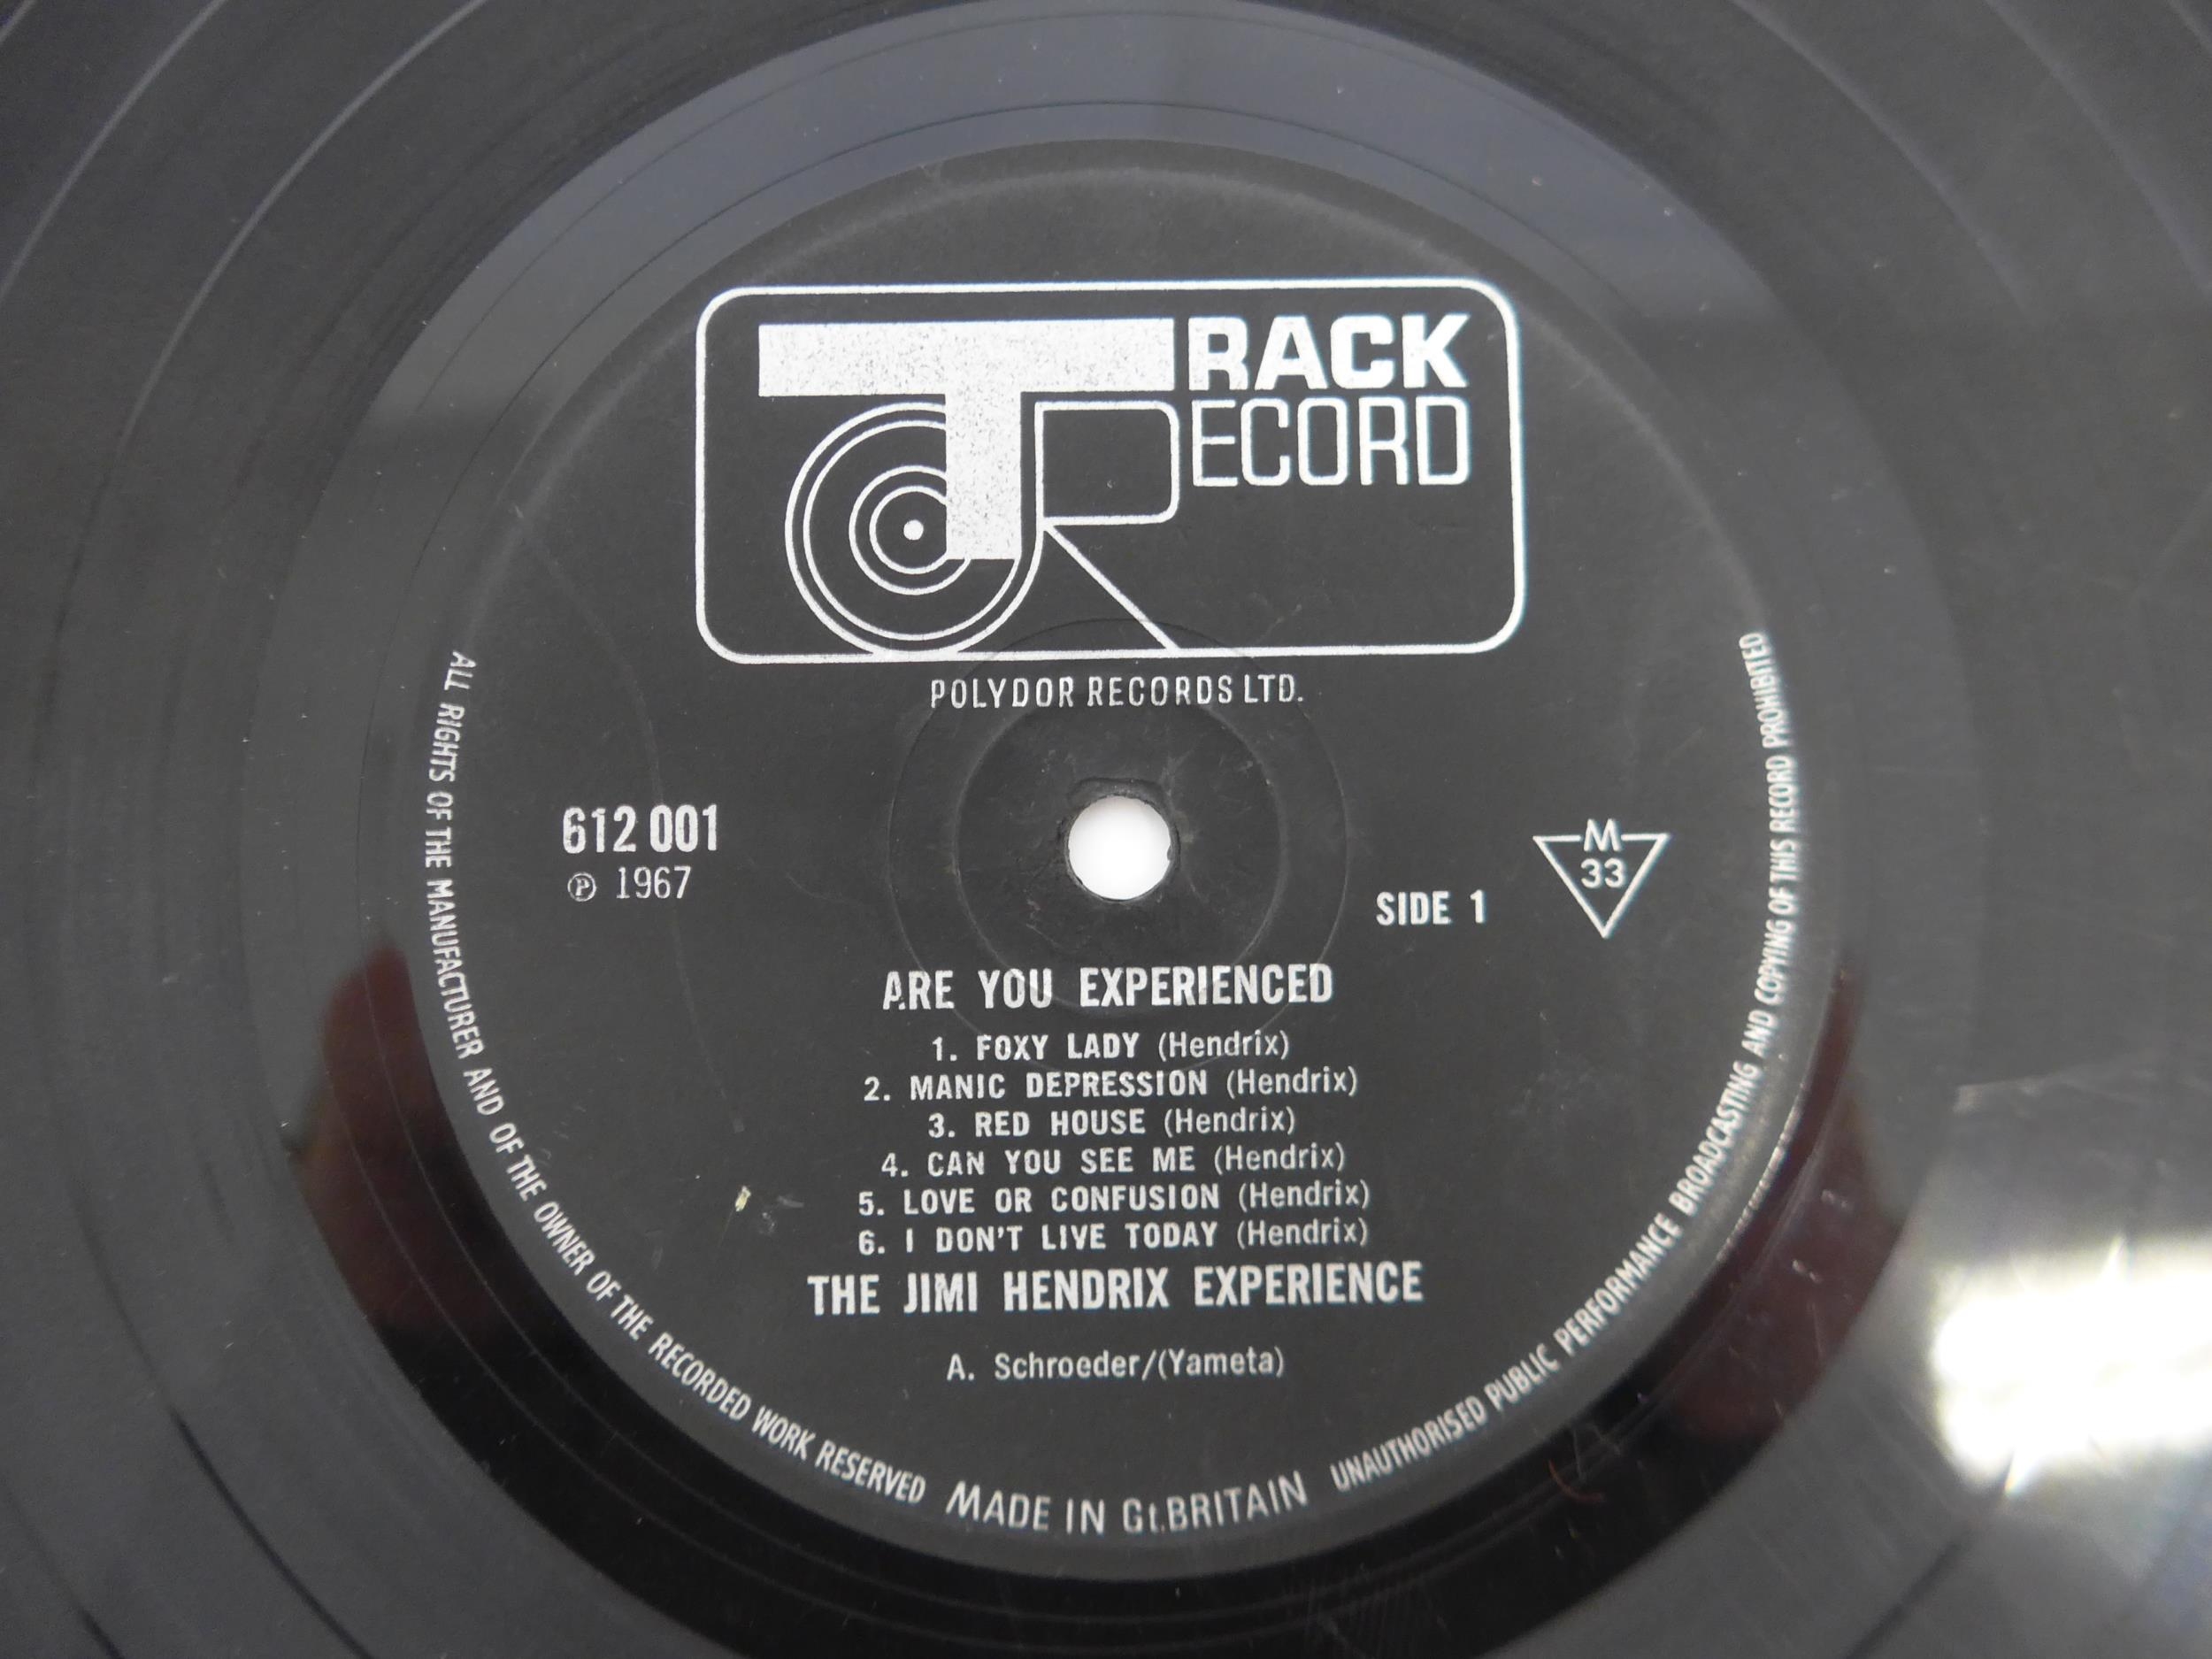 TRACK
RECORD
POLYDOR RECORDS LTD.
612 001
℗ 1967
SIDE 1
M
33
ARE YOU EXPERIENCED
1. FOXY LADY (Hendrix)
2. MANIC DEPRESSION (Hendrix)
3. RED HOUSE (Hendrix)
4. CAN YOU SEE ME (Hendrix)
5. LOVE OR CONFUSION (Hendrix)
6. I DON'T LIVE TODAY (Hendrix)
THE JIMI HENDRIX EXPERIENCE
A. Schroeder/(Yameta)
ALL RIGHTS OF THE MANUFACTURER AND OF THE OWNER OF THE RECORDED WORK RESERVED MADE IN Gt.BRITAIN UNAUTHORISED PUBLIC PERFORMANCE BROADCASTING AND COPYING OF THIS RECORD PROHIBITED